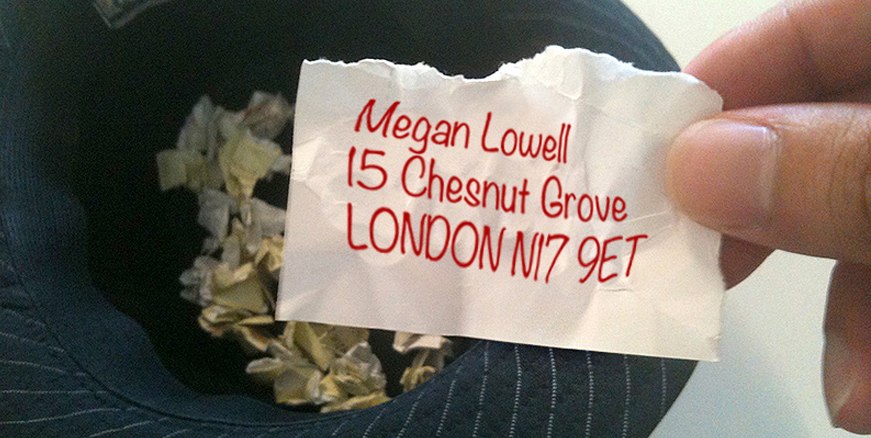 Megan Lowell
15 Chesnut Grove
LONDON N17 9ET